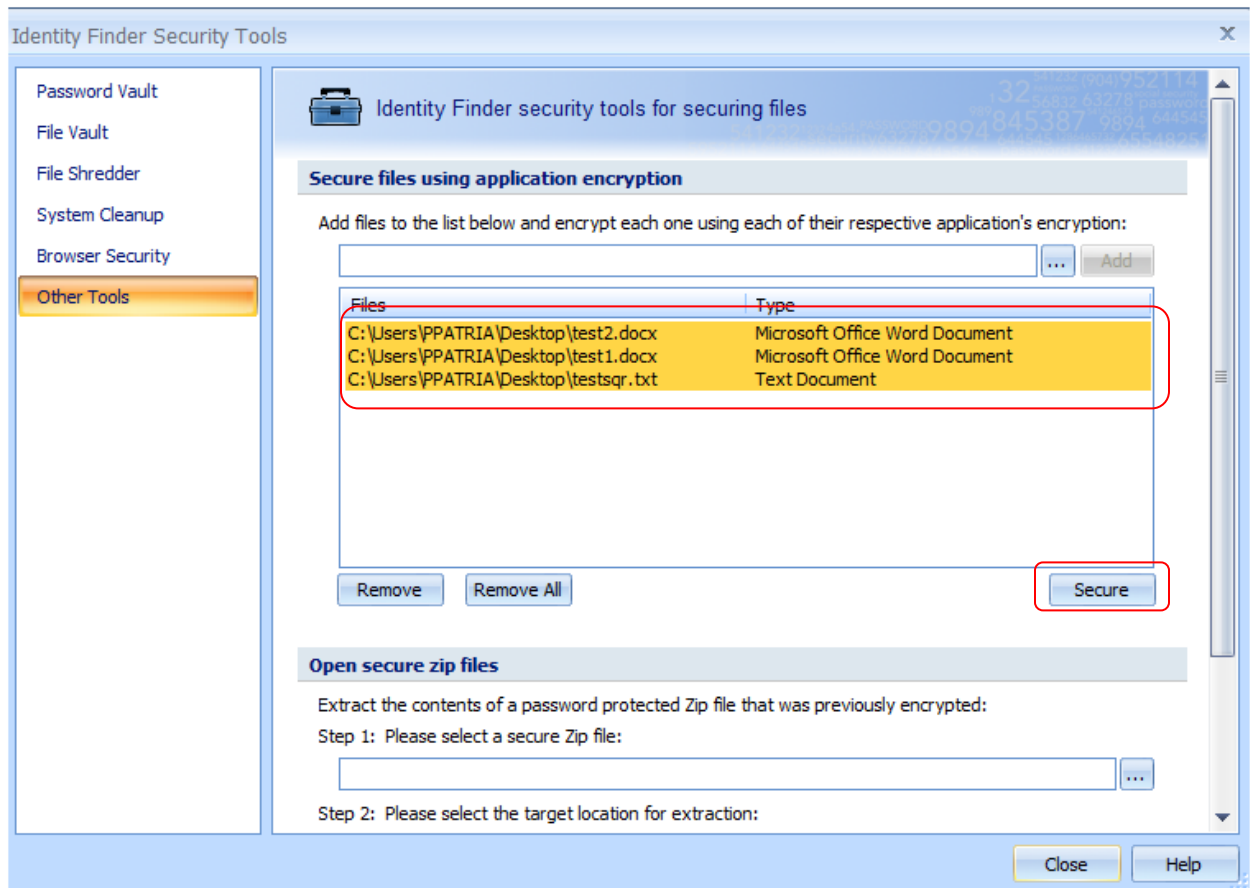 Identity Finder Security Tools
x
Password Vault
File Vault
File Shredder
System Cleanup
Browser Security
Other Tools
Identity Finder security tools for securing files
Secure files using application encryption
Add files to the list below and encrypt each one using each of their respective application's encryption:
... Add
Files Type
C:\Users\PPATRIA\Desktop\test2.docx Microsoft Office Word Document
C:\Users\PPATRIA\Desktop\test1.docx Microsoft Office Word Document
C:\Users\PPATRIA\Desktop\testsqr.txt Text Document
Remove Remove All Secure
Open secure zip files
Extract the contents of a password protected Zip file that was previously encrypted:
Step 1: Please select a secure Zip file:
...
Step 2: Please select the target location for extraction:
Close Help